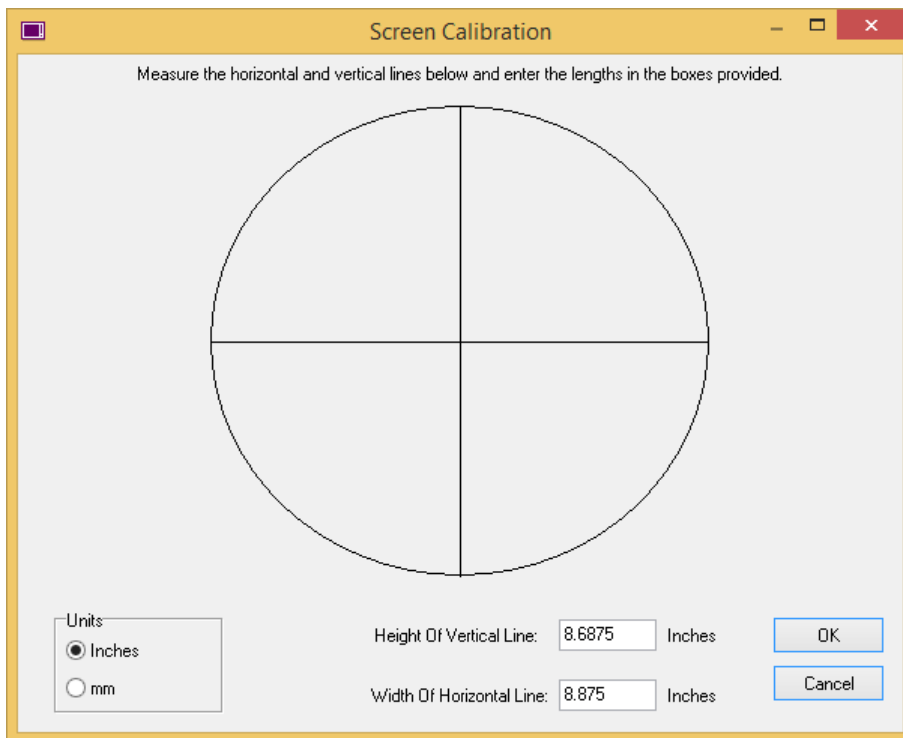 Screen Calibration
Measure the horizontal and vertical lines below and enter the lengths in the boxes provided.
Units
Inches
mm
Height Of Vertical Line: 8.6875 Inches
Width Of Horizontal Line: 8.875 Inches
OK
Cancel